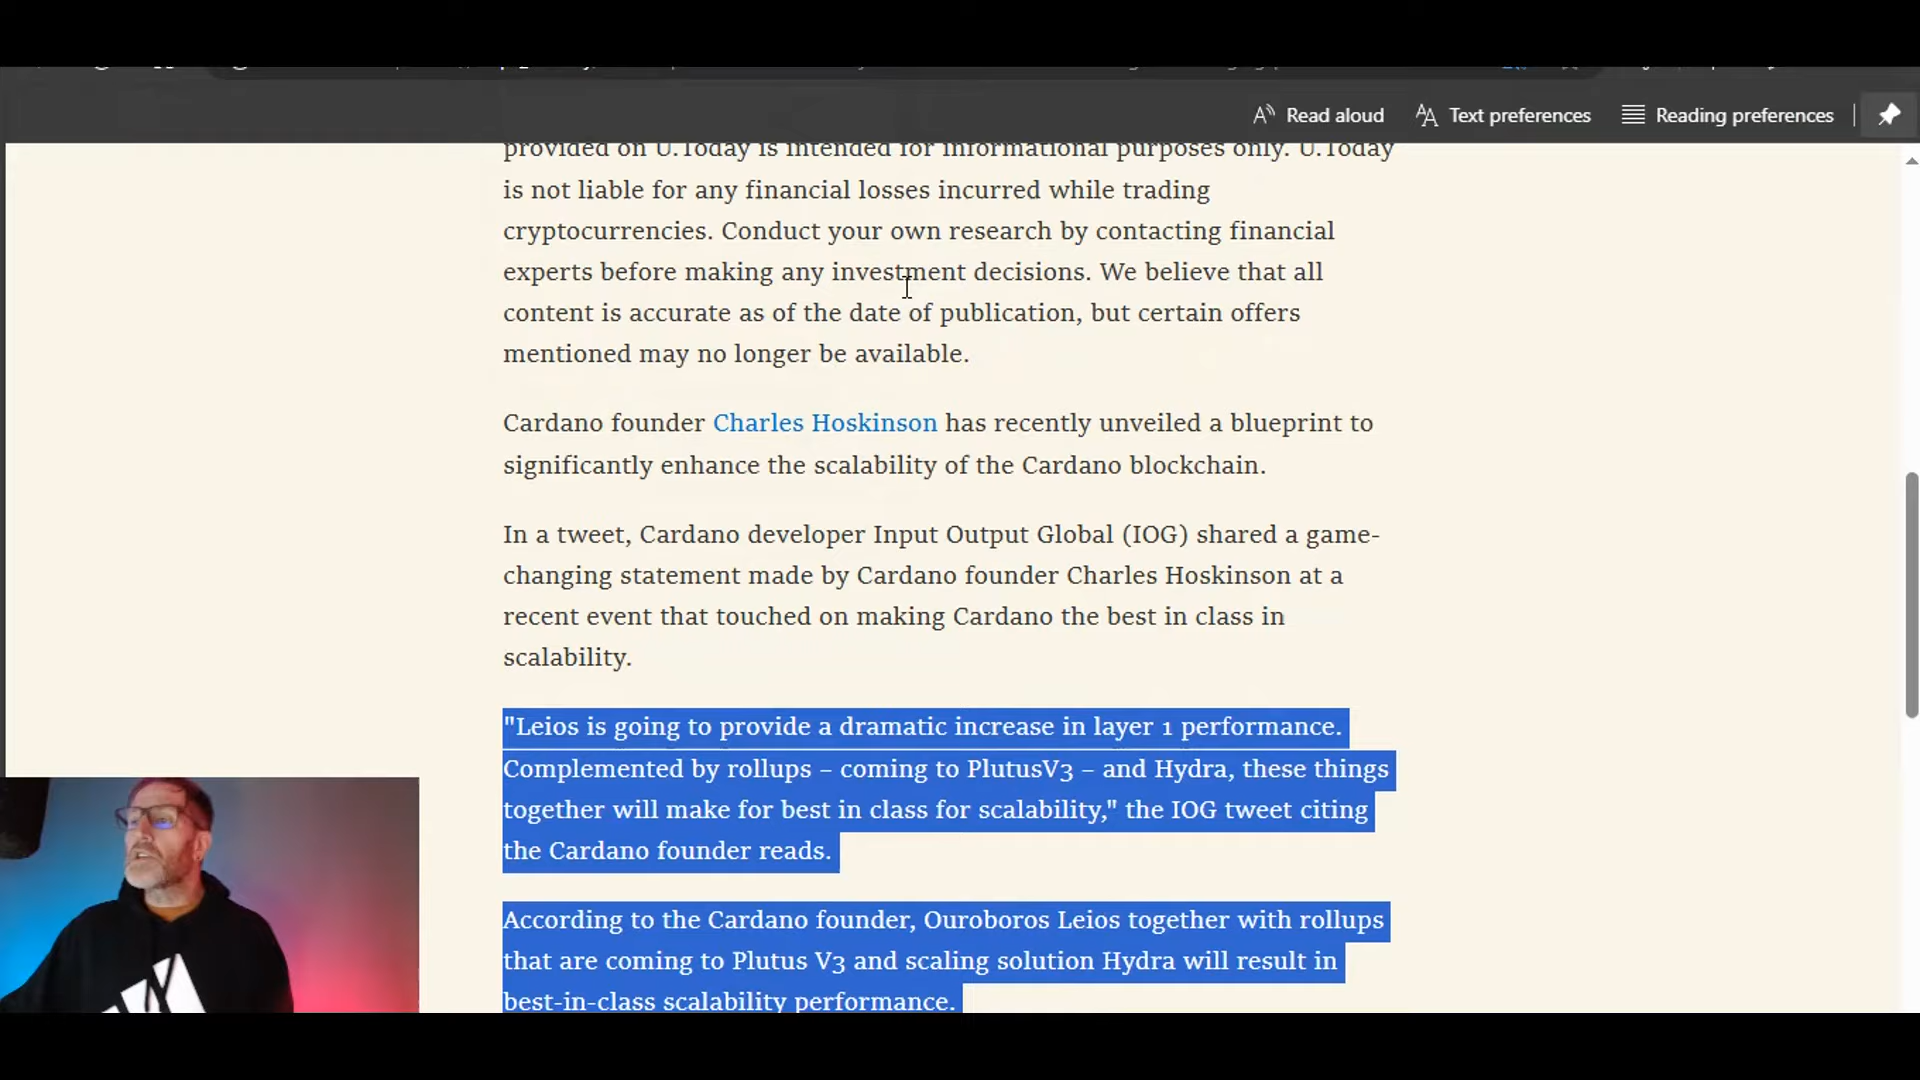 Read aloud
Text preferences
Reading preferences
provided on U.Today is intended for informational purposes only. U.Today
is not liable for any financial losses incurred while trading
cryptocurrencies. Conduct your own research by contacting financial
experts before making any investment decisions. We believe that all
content is accurate as of the date of publication, but certain offers
mentioned may no longer be available.
Cardano founder Charles Hoskinson has recently unveiled a blueprint to
significantly enhance the scalability of the Cardano blockchain.
In a tweet, Cardano developer Input Output Global (IOG) shared a game-
changing statement made by Cardano founder Charles Hoskinson at a
recent event that touched on making Cardano the best in class in
scalability.
"Leios is going to provide a dramatic increase in layer 1 performance.
Complemented by rollups – coming to PlutusV3 – and Hydra, these things
together will make for best in class for scalability," the IOG tweet citing
the Cardano founder reads.
According to the Cardano founder, Ouroboros Leios together with rollups
that are coming to Plutus V3 and scaling solution Hydra will result in
best-in-class scalability performance.